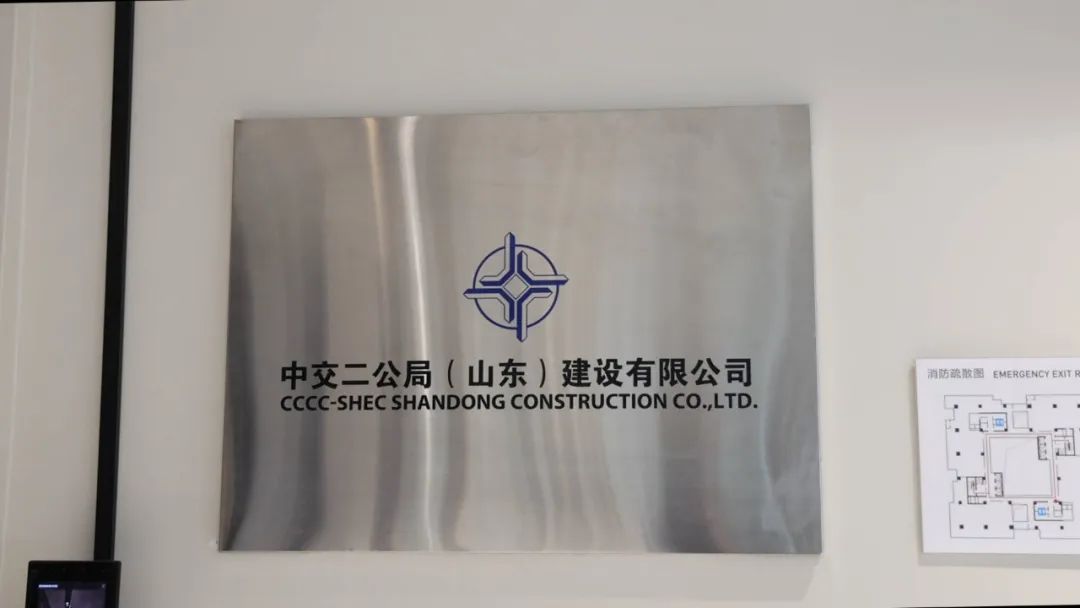 中交二公局（山东）建设有限公司
CCCC-SHEC SHANDONG CONSTRUCTION CO.,LTD.
消防疏散图 EMERGENCY EXIT R